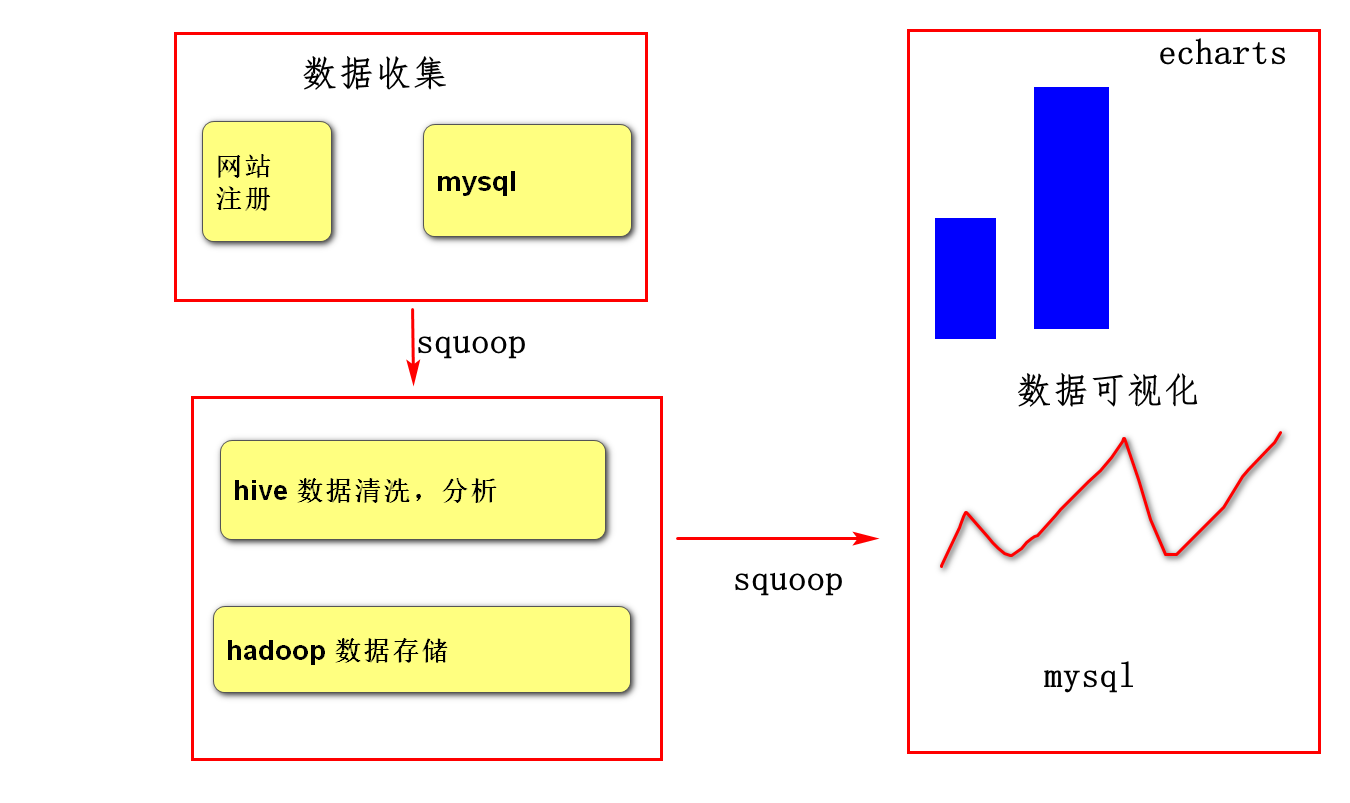 数据收集
网站
注册
mysql
squoop
hive 数据清洗，分析
hadoop 数据存储
squoop
echarts
数据可视化
mysql